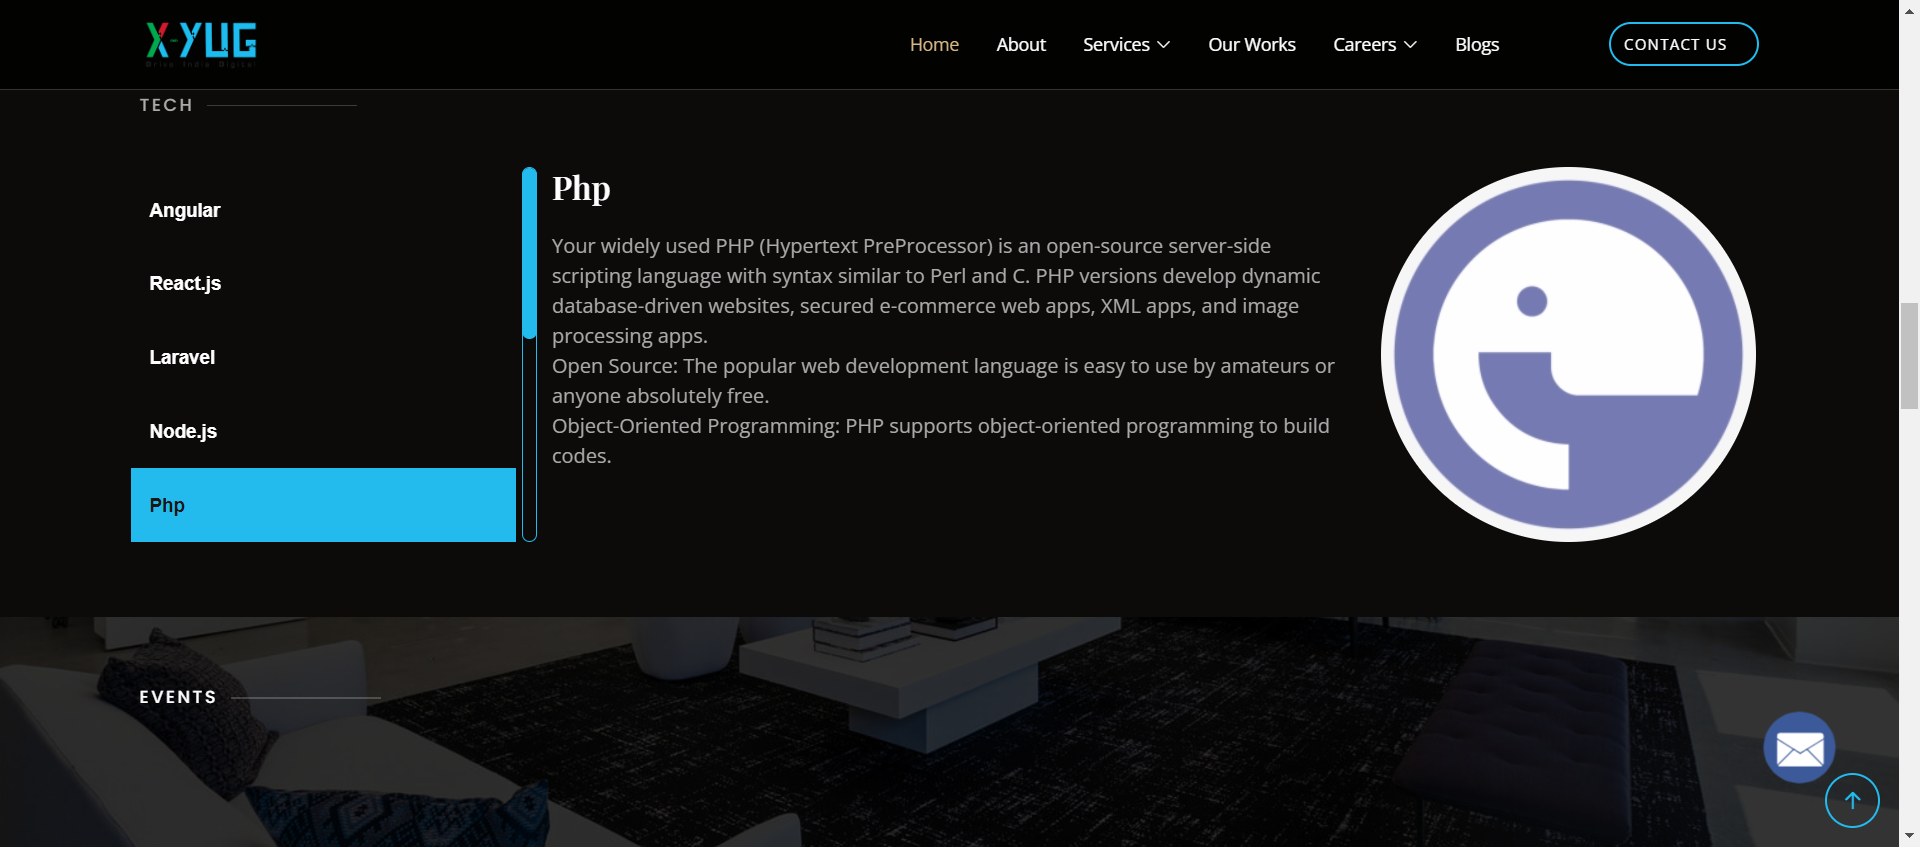 X-YUG
Drive India Digital
Home About Services Our Works Careers Blogs CONTACT US
TECH
Angular
React.js
Laravel
Node.js
Php
Php
Your widely used PHP (Hypertext PreProcessor) is an open-source server-side
scripting language with syntax similar to Perl and C. PHP versions develop dynamic
database-driven websites, secured e-commerce web apps, XML apps, and image
processing apps.
Open Source: The popular web development language is easy to use by amateurs or
anyone absolutely free.
Object-Oriented Programming: PHP supports object-oriented programming to build
codes.
EVENTS